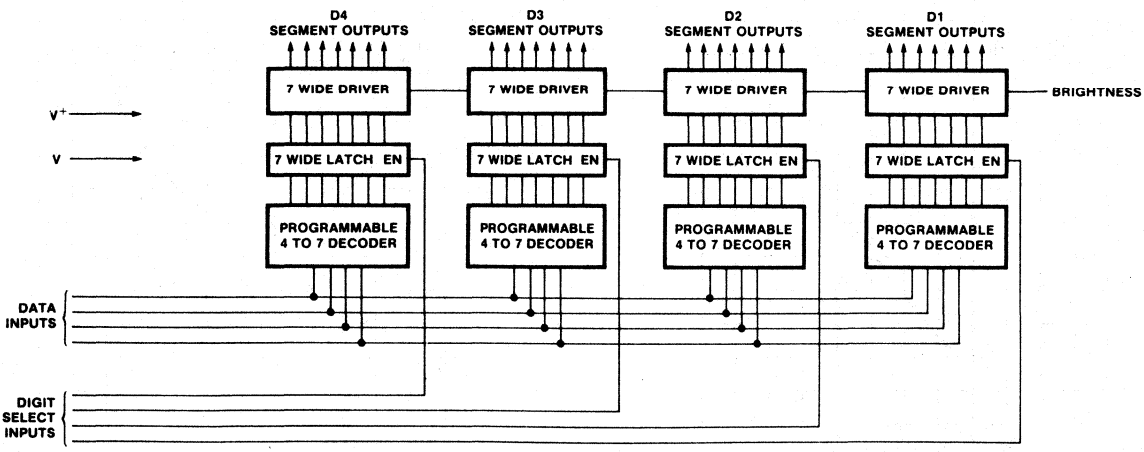 D4
SEGMENT OUTPUTS
D3
SEGMENT OUTPUTS
D2
SEGMENT OUTPUTS
D1
SEGMENT OUTPUTS
7 WIDE DRIVER
7 WIDE DRIVER
7 WIDE DRIVER
7 WIDE DRIVER
BRIGHTNESS
V+
V
7 WIDE LATCH EN
7 WIDE LATCH EN
7 WIDE LATCH EN
7 WIDE LATCH EN
PROGRAMMABLE
4 TO 7 DECODER
PROGRAMMABLE
4 TO 7 DECODER
PROGRAMMABLE
4 TO 7 DECODER
PROGRAMMABLE
4 TO 7 DECODER
DATA
INPUTS
DIGIT
SELECT
INPUTS